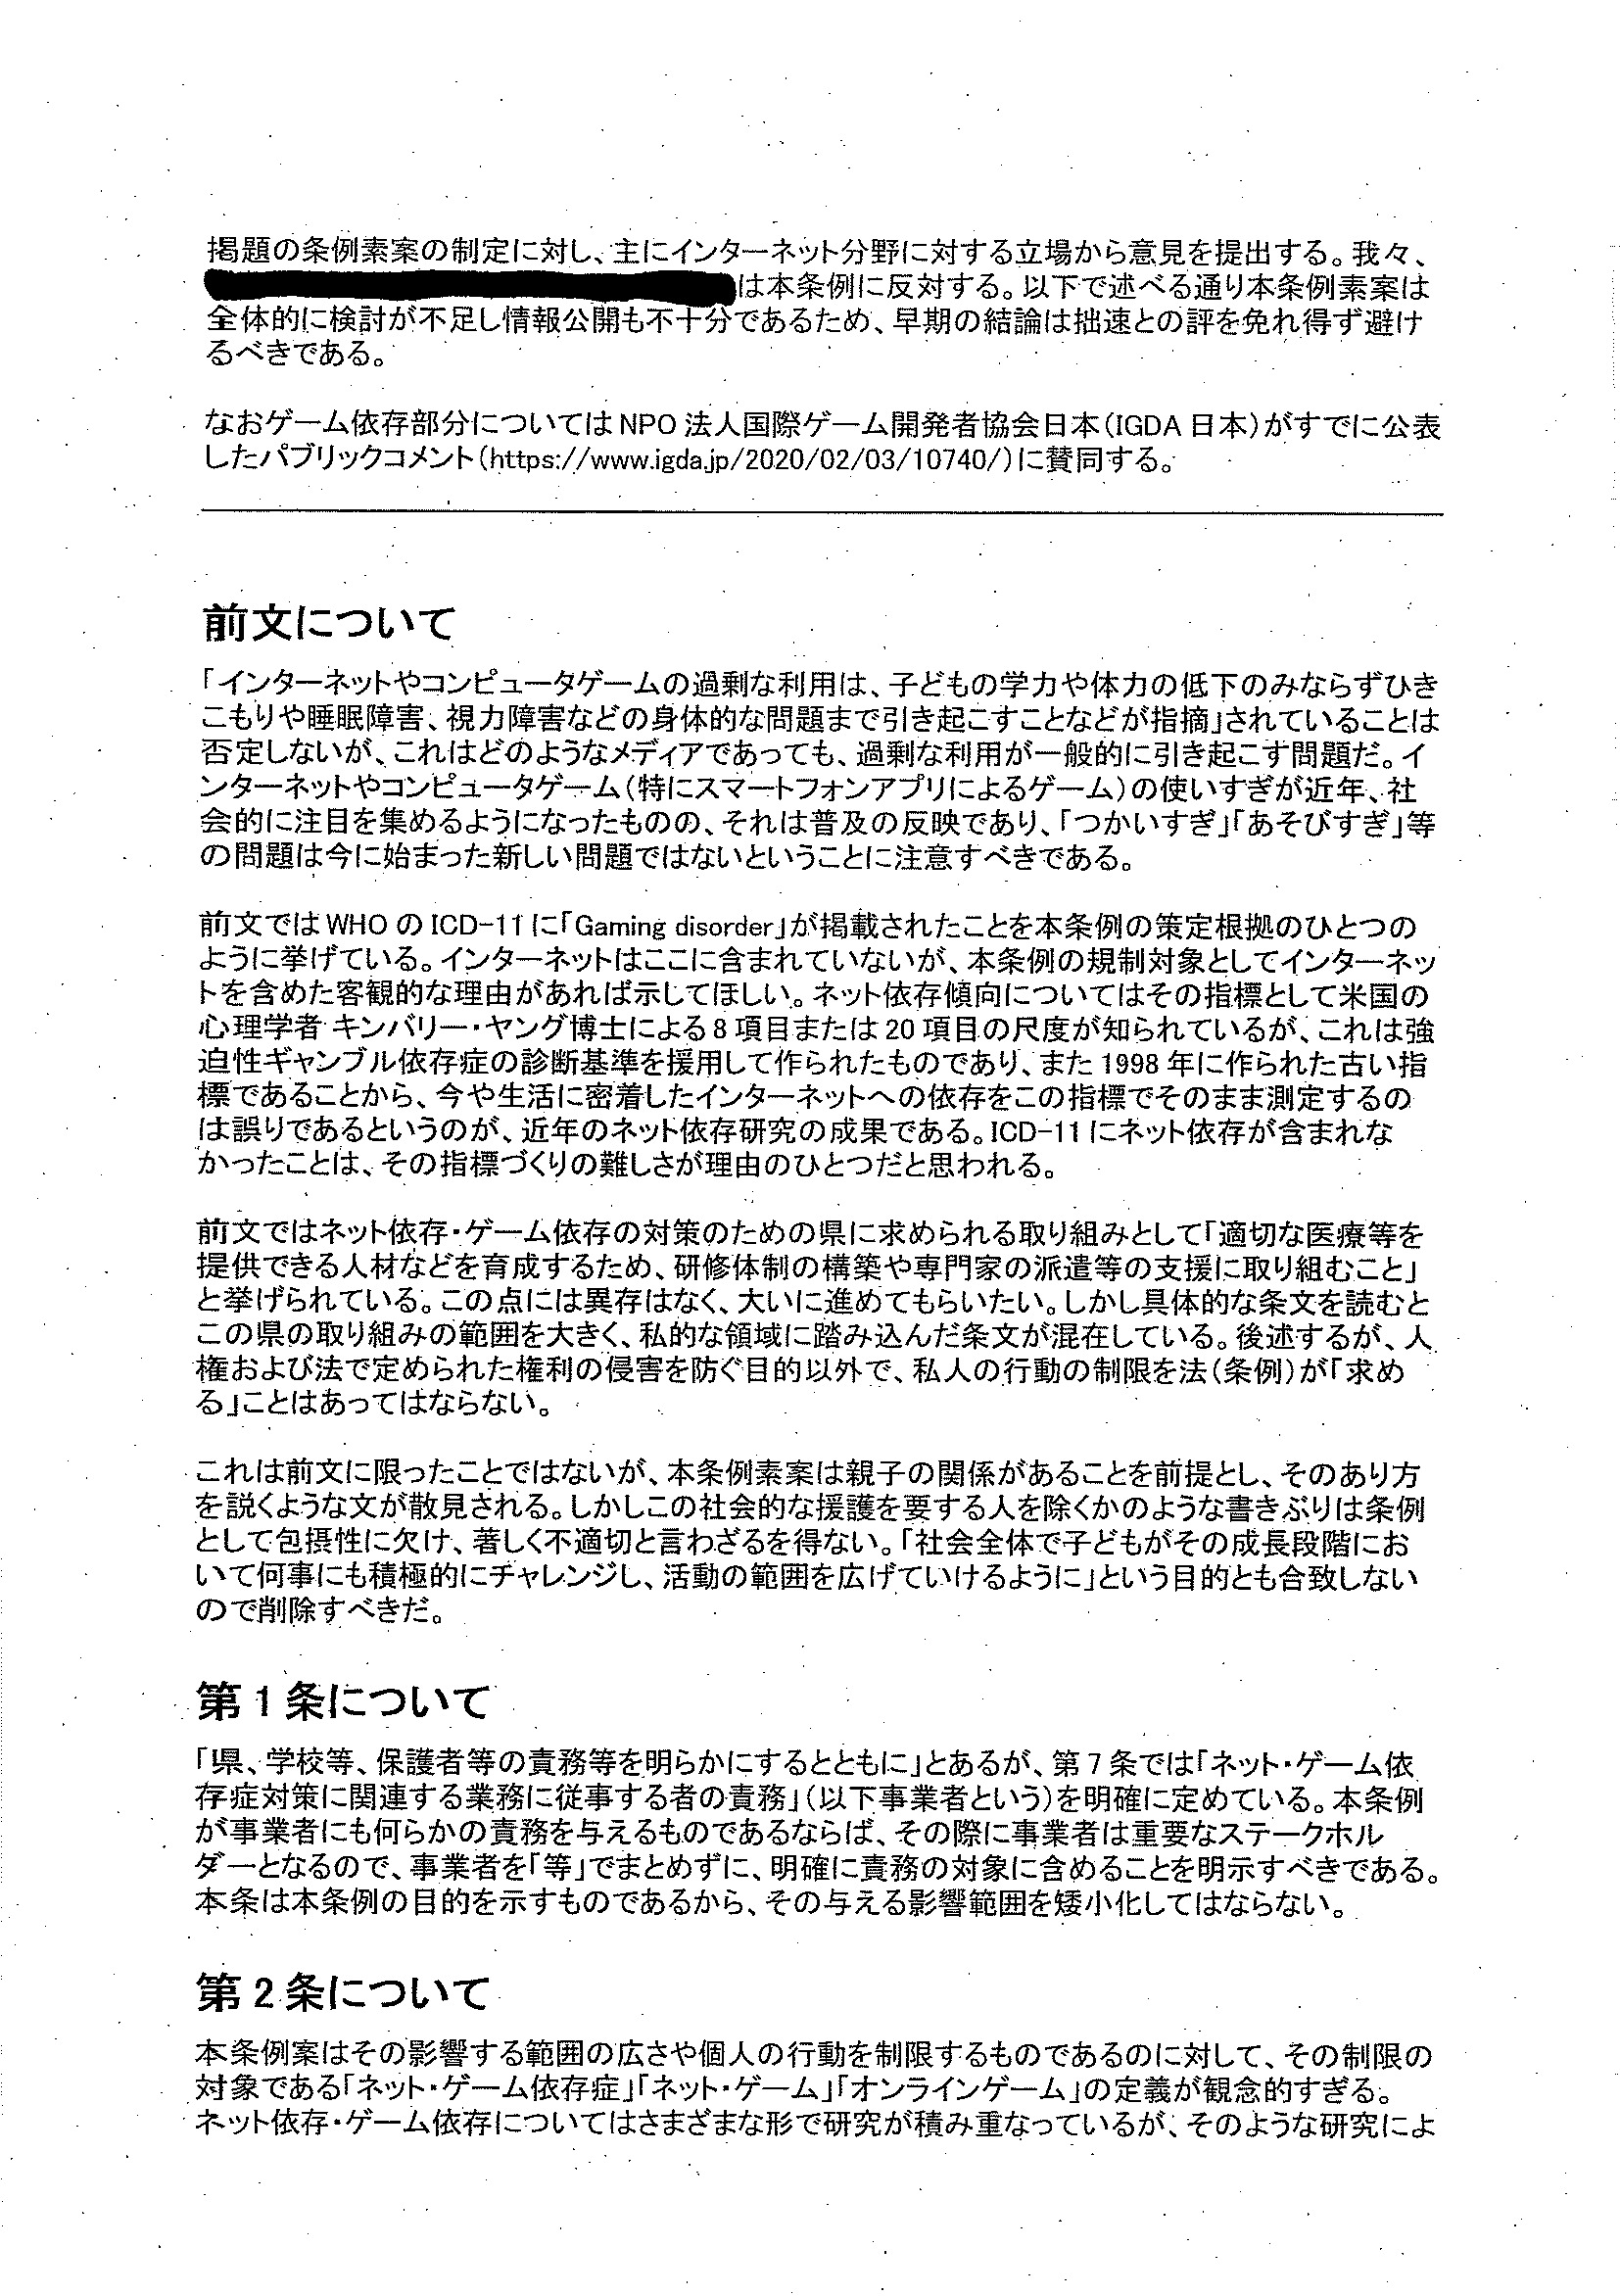 掲題の条例素案の制定に対し、主にインターネット分野に対する立場から意見を提出する。我々、
は本条例に反対する。以下で述べる通り本条例素案は
全体的に検討が不足し情報公開も不十分であるため、早期の結論は拙速との評を免れ得ず避け
るべきである。
なおゲーム依存部分についてはNPO 法人国際ゲーム開発者協会日本(IGDA 日本)がすでに公表
したパブリックコメント(https://www.igda.jp/2020/02/03/10740/)に賛同する。
前文について
「インターネットやコンピュータゲームの過剰な利用は、子どもの学力や体力の低下のみならずひき
こもりや睡眠障害、視力障害などの身体的な問題まで引き起こすことなどが指摘」されていることは
否定しないが、これはどのようなメディアであっても、過剰な利用が一般的に引き起こす問題だ。イ
ンターネットやコンピュータゲーム(特にスマートフォンアプリによるゲーム)の使いすぎが近年、社
会的に注目を集めるようになったものの、それは普及の反映であり、「つかいすぎ」「あそびすぎ」等
の問題は今に始まった新しい問題ではないということに注意すべきである。
前文ではWHO のICD-11 に「Gaming disorder」が掲載されたことを本条例の策定根拠のひとつの
ように挙げている。インターネットはここに含まれていないが、本条例の規制対象としてインターネッ
トを含めた客観的な理由があれば示してほしい。ネット依存傾向についてはその指標として米国の
心理学者 キンバリー・ヤング博士による8 項目または20 項目の尺度が知られているが、これは強
迫性ギャンブル依存症の診断基準を援用して作られたものであり、また1998 年に作られた古い指
標であることから、今や生活に密着したインターネットへの依存をこの指標でそのまま測定するの
は誤りであるというのが、近年のネット依存研究の成果である。ICD-11 にネット依存が含まれな
かったことは、その指標づくりの難しさが理由のひとつだと思われる。
前文ではネット依存・ゲーム依存の対策のための県に求められる取り組みとして「適切な医療等を
提供できる人材などを育成するため、研修体制の構築や専門家の派遣等の支援に取り組むこと」
と挙げられている。この点には異存はなく、大いに進めてもらいたい。しかし具体的な条文を読むと
この県の取り組みの範囲を大きく、私的な領域に踏み込んだ条文が混在している。後述するが、人
権および法で定められた権利の侵害を防ぐ目的以外で、私人の行動の制限を法(条例)が「求め
る」ことはあってはならない。
これは前文に限ったことではないが、本条例素案は親子の関係があることを前提とし、そのあり方
を説くような文が散見される。しかしこの社会的な援護を要する人を除くかのような書きぶりは条例
として包摂性に欠け、著しく不適切と言わざるを得ない。「社会全体で子どもがその成長段階にお
いて何事にも積極的にチャレンジし、活動の範囲を広げていけるように」という目的とも合致しない
ので削除すべきだ。
第1 条について
「県、学校等、保護者等の責務等を明らかにするとともに」とあるが、第7 条では「ネット・ゲーム依
存症対策に関連する業務に従事する者の責務」(以下事業者という)を明確に定めている。本条例
が事業者にも何らかの責務を与えるものであるならば、その際に事業者は重要なステークホル
ダーとなるので、事業者を「等」でまとめずに、明確に責務の対象に含めることを明示すべきである。
本条は本条例の目的を示すものであるから、その与える影響範囲を矮小化してはならない。
第2 条について
本条例案はその影響する範囲の広さや個人の行動を制限するものであるのに対して、その制限の
対象である「ネット・ゲーム依存症」「ネット・ゲーム」「オンラインゲーム」の定義が観念的すぎる。
ネット依存・ゲーム依存についてはさまざまな形で研究が積み重なっているが、そのような研究によ